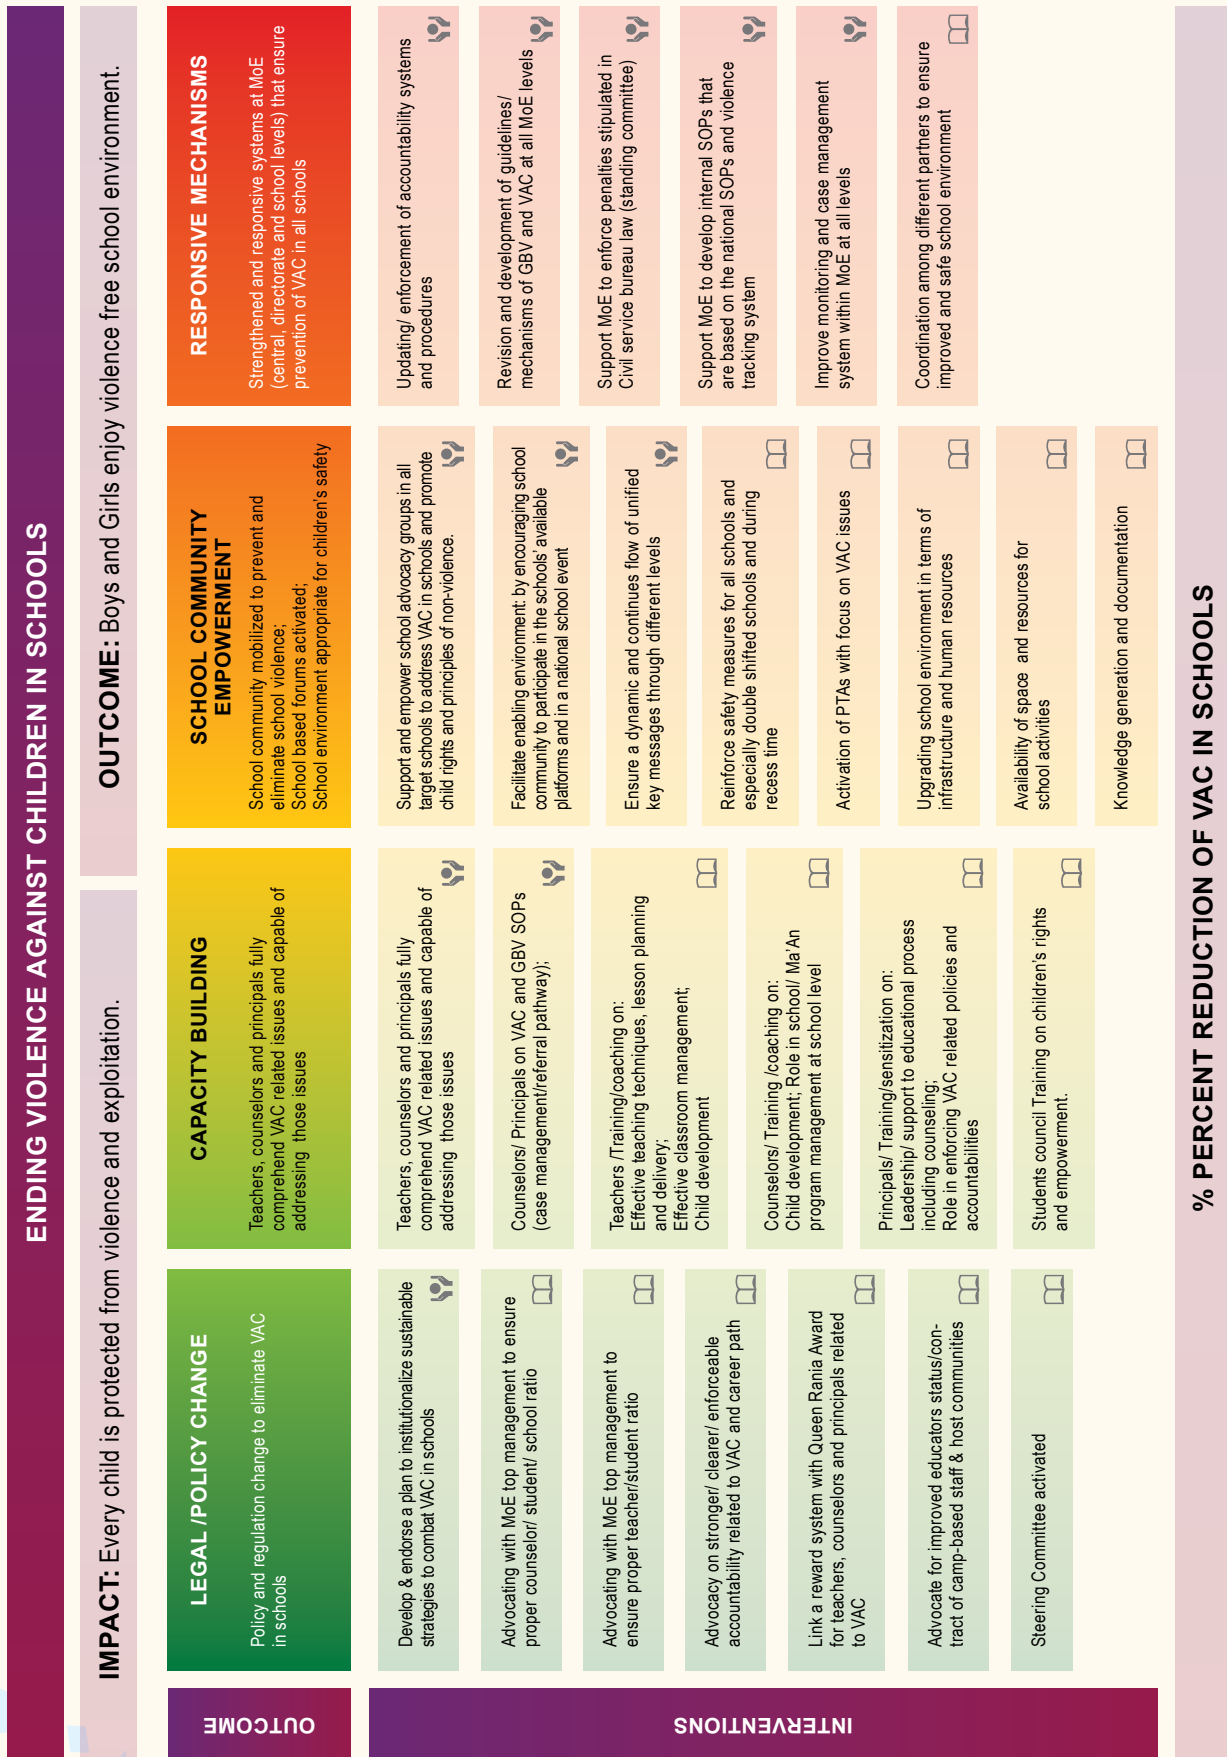 ENDING VIOLENCE AGAINST CHILDREN IN SCHOOLS
IMPACT: Every child is protected from violence and exploitation.
OUTCOME: Boys and Girls enjoy violence free school environment.
OUTCOME
LEGAL /POLICY CHANGE
Policy and regulation change to eliminate VAC
in schools
CAPACITY BUILDING
Teachers, counselors and principals fully
comprehend VAC related issues and capable of
addressing those issues
SCHOOL COMMUNITY
EMPOWERMENT
School community mobilized to prevent and
eliminate school violence;
School based forums activated;
School environment appropriate for children's safety
RESPONSIVE MECHANISMS
Strengthened and responsive systems at MoE
(central, directorate and school levels) that ensure
prevention of VAC in all schools
INTERVENTIONS
Develop & endorse a plan to institutionalize sustainable
strategies to combat VAC in schools
Advocating with MoE top management to ensure
proper counselor/ student/ school ratio
Advocating with MoE top management to
ensure proper teacher/student ratio
Advocacy on stronger/ clearer/ enforceable
accountability related to VAC and career path
Link a reward system with Queen Rania Award
for teachers, counselors and principals related
to VAC
Advocate for improved educators status/con-
tract of camp-based staff & host communities
Steering Committee activated
Teachers, counselors and principals fully
comprehend VAC related issues and capable of
addressing those issues
Counselors/ Principals on VAC and GBV SOPs
(case management/referral pathway);
Teachers /Training/coaching on:
Effective teaching techniques, lesson planning
and delivery;
Effective classroom management;
Child development
Counselors/ Training /coaching on:
Child development; Role in school/ Ma'An
program management at school level
Principals/ Training/sensitization on:
Leadership/ support to educational process
including counseling;
Role in enforcing VAC related policies and
accountabilities
Students council Training on children's rights
and empowerment.
Support and empower school advocacy groups in all
target schools to address VAC in schools and promote
child rights and principles of non-violence.
Facilitate enabling environment: by encouraging school
community to participate in the schools' available
platforms and in a national school event
Ensure a dynamic and continues flow of unified
key messages through different levels
Reinforce safety measures for all schools and
especially double shifted schools and during
recess time
Activation of PTAs with focus on VAC issues
Upgrading school environment in terms of
infrastructure and human resources
Availability of space and resources for
school activities
Knowledge generation and documentation
Updating/ enforcement of accountability systems
and procedures
Revision and development of guidelines/
mechanisms of GBV and VAC at all MoE levels
Support MoE to enforce penalties stipulated in
Civil service bureau law (standing committee)
Support MoE to develop internal SOPs that
are based on the national SOPs and violence
tracking system
Improve monitoring and case management
system within MoE at all levels
Coordination among different partners to ensure
improved and safe school environment
% PERCENT REDUCTION OF VAC IN SCHOOLS